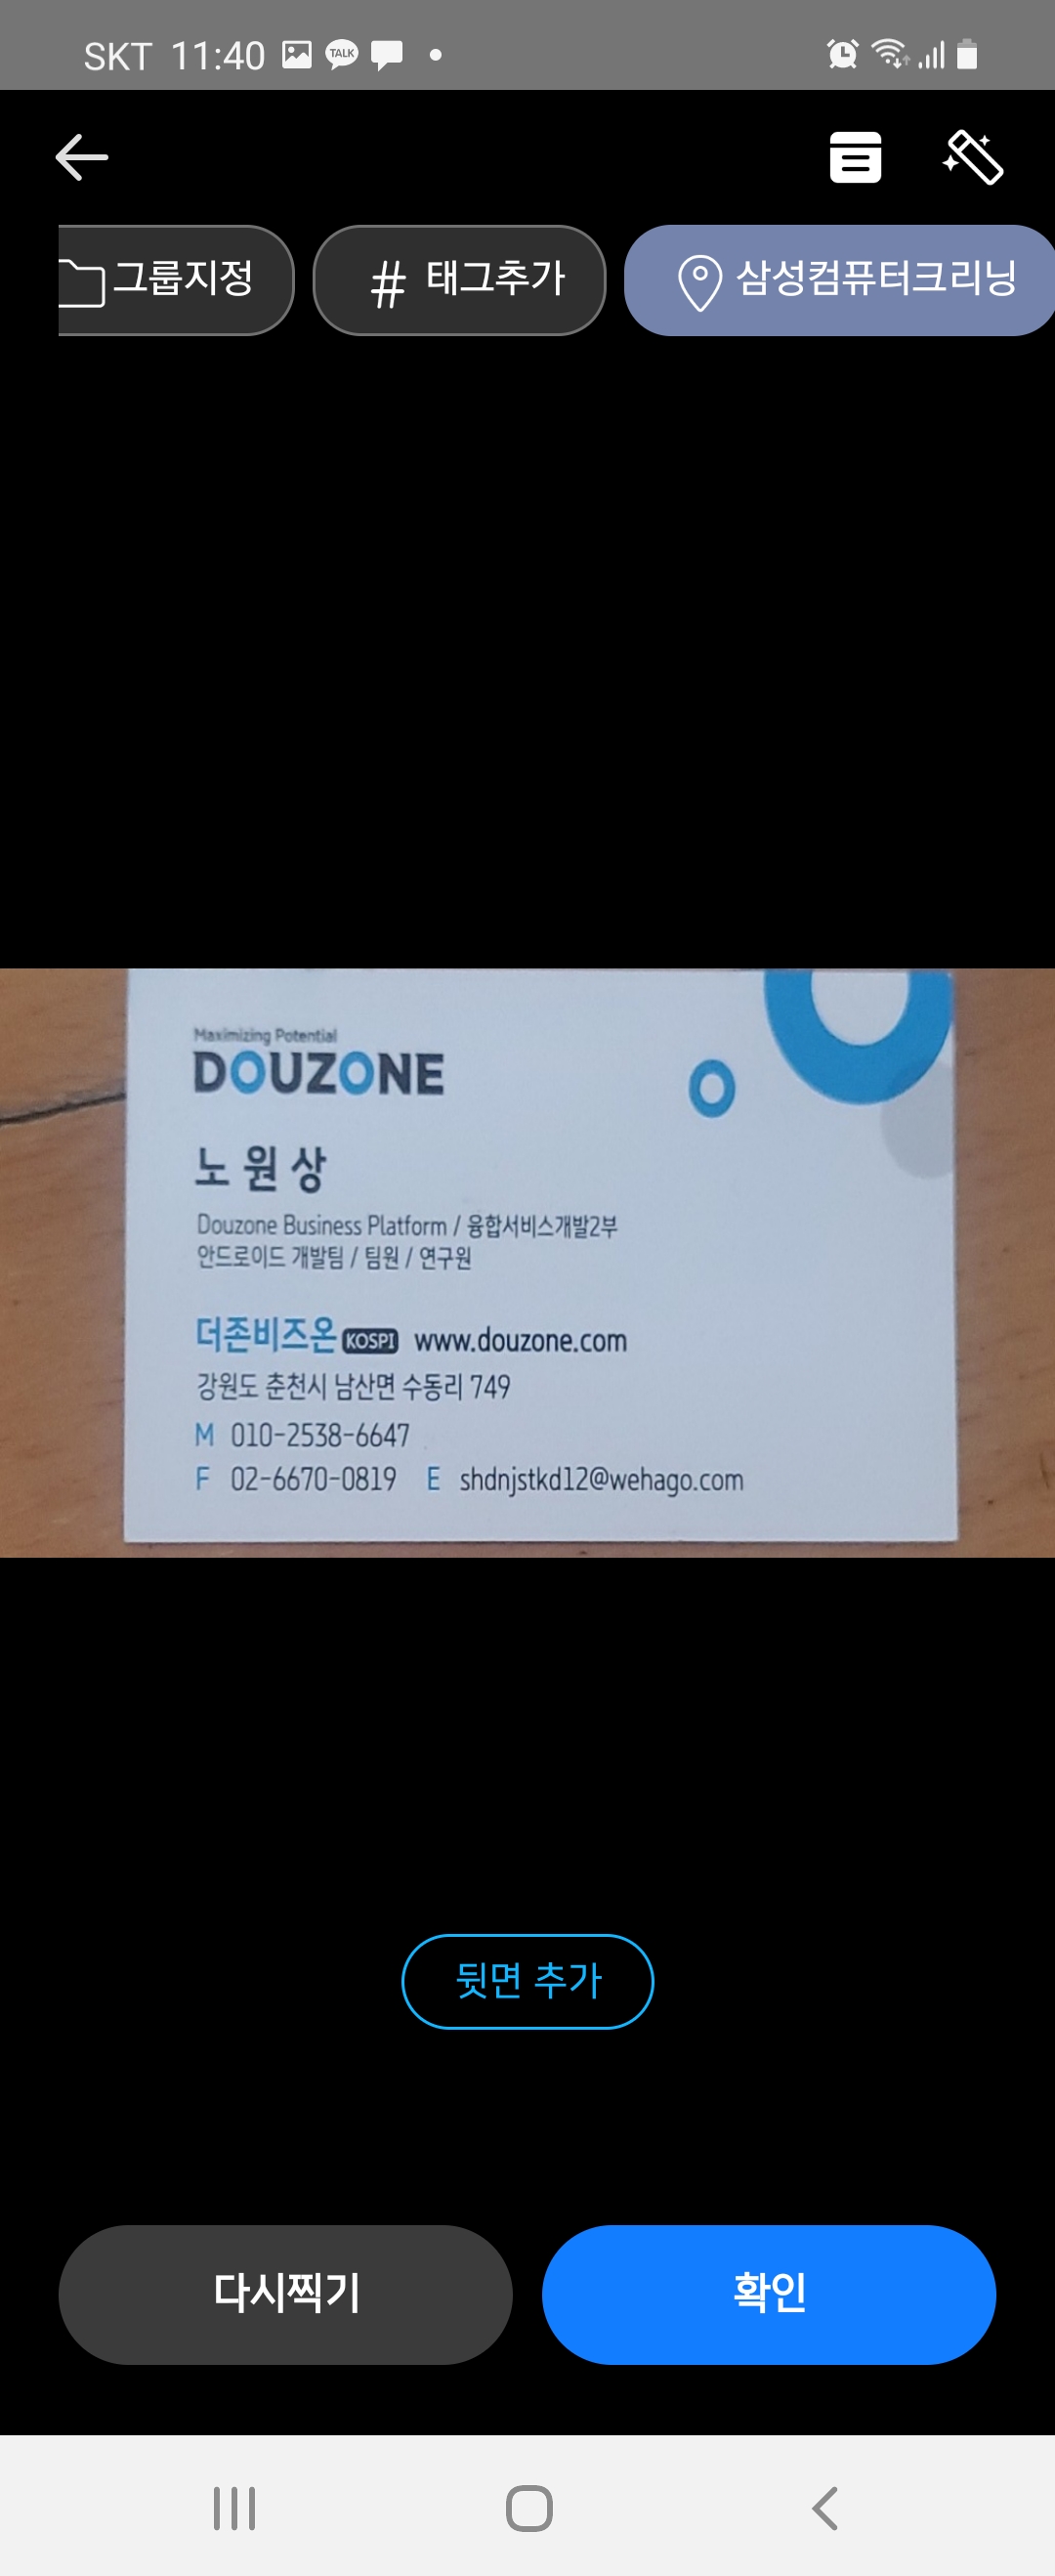 SKT 11:40 TALK
그룹지정 # 태그추가 삼성컴퓨터크리닝
Maximizing Potential
DOUZONE
노원상
Douzone Business Platform / 융합서비스개발2부
안드로이드 개발팀 / 팀원 / 연구원
더존비즈온 KOSPI www.douzone.com
강원도 춘천시 남산면 수동리 749
M 010-2538-6647
F 02-6670-0819 E shdnjstkd12@wehago.com
뒷면 추가
다시찍기 확인